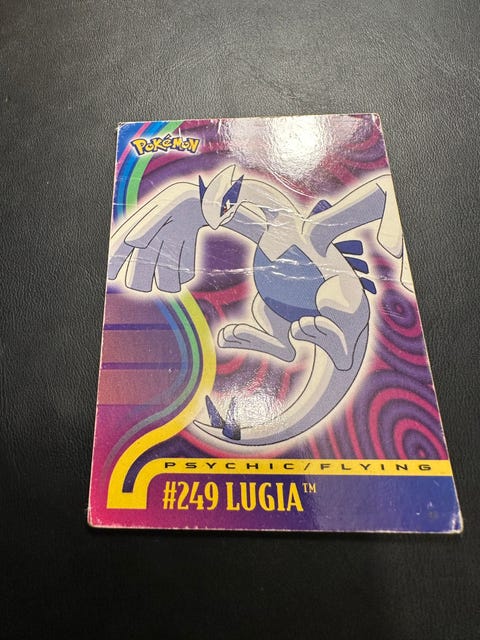 POKéMON
PSYCHIC/FLYING
#249 LUGIA™